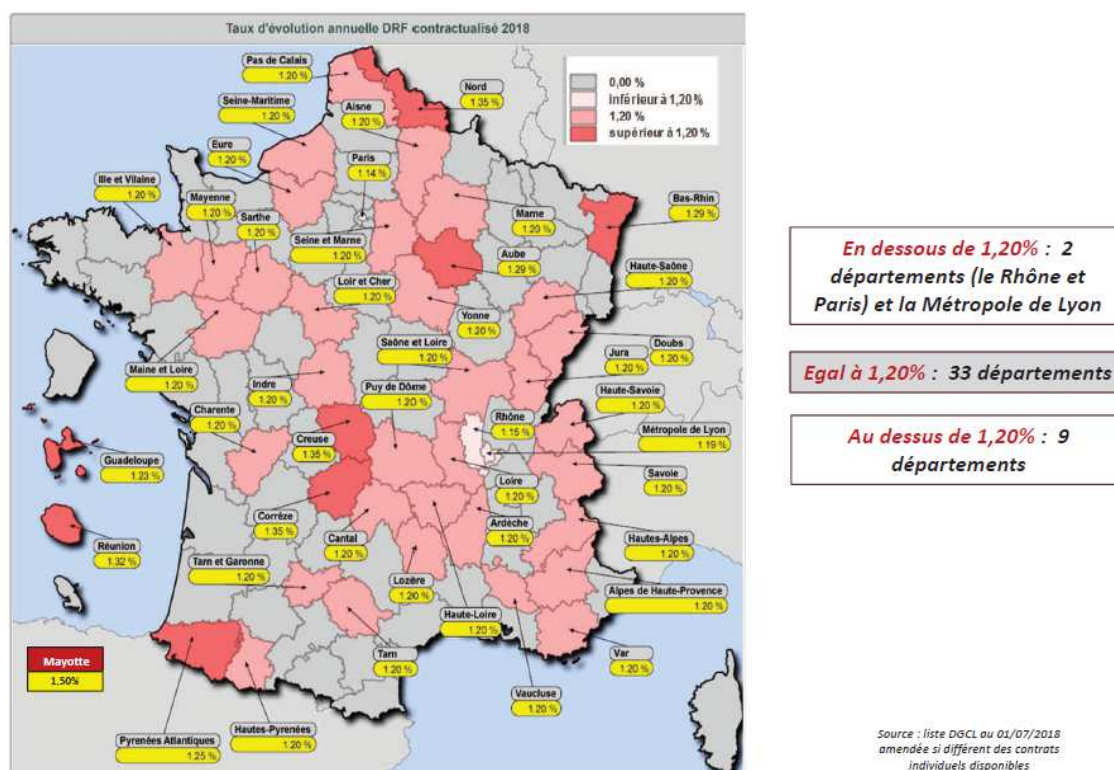 Taux d'évolution annuelle DRF contractualisé 2018
0,00 %
inférieur à 1,20%
1,20 %
supérieur à 1,20%
Pas de Calais
1.20 %
Nord
1.35 %
Seine-Maritime
1.20 %
Aisne
1.20 %
Eure
1.20 %
Paris
1.14 %
Ille et Vilaine
1.20 %
Mayenne
1.20 %
Sarthe
1.20 %
Seine et Marne
1.20 %
Marne
1.20 %
Bas-Rhin
1.29 %
Aube
1.29 %
Haute-Saône
1.20 %
Loir et Cher
1.20 %
Yonne
1.20 %
Saône et Loire
1.20 %
Doubs
1.20 %
Jura
1.20 %
Maine et Loire
1.20 %
Indre
1.20 %
Puy de Dôme
1.20 %
Haute-Savoie
1.20 %
Charente
1.20 %
Creuse
1.35 %
Rhône
1.15 %
Métropole de Lyon
1.19 %
Guadeloupe
1.23 %
Loire
1.20 %
Savoie
1.20 %
Corrèze
1.35 %
Cantal
1.20 %
Ardèche
1.20 %
Hautes-Alpes
1.20 %
Réunion
1.32 %
Tarn et Garonne
1.20 %
Lozère
1.20 %
Haute-Loire
1.20 %
Alpes de Haute-Provence
1.20 %
Mayotte
1,50%
Tarn
1.20 %
Var
1.20 %
Vaucluse
1.20 %
Pyrenées Atlantiques
1.25 %
Hautes-Pyrenées
1.20 %
En dessous de 1,20% : 2
départements (le Rhône et
Paris) et la Métropole de Lyon
Egal à 1,20% : 33 départements
Au dessus de 1,20% : 9
départements
Source : liste DGCL au 01/07/2018
amendée si différent des contrats
individuels disponibles